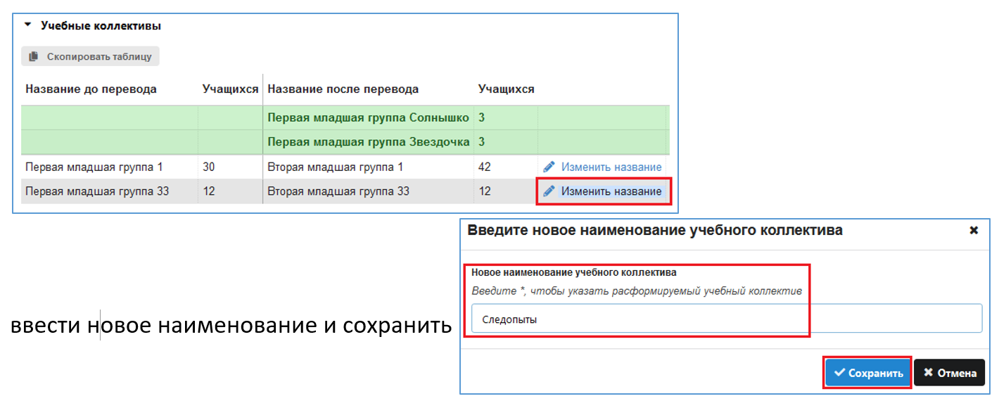 Учебные коллективы
Скопировать таблицу
Название до перевода Учащихся Название после перевода Учащихся
Первая младшая группа Солнышко 3
Первая младшая группа Звездочка 3
Первая младшая группа 1 30 Вторая младшая группа 1 42 Изменить название
Первая младшая группа 33 12 Вторая младшая группа 33 12 Изменить название
ввести новое наименование и сохранить
Введите новое наименование учебного коллектива
Новое наименование учебного коллектива
Введите *, чтобы указать расформируемый учебный коллектив
Следопыты
Сохранить Отмена